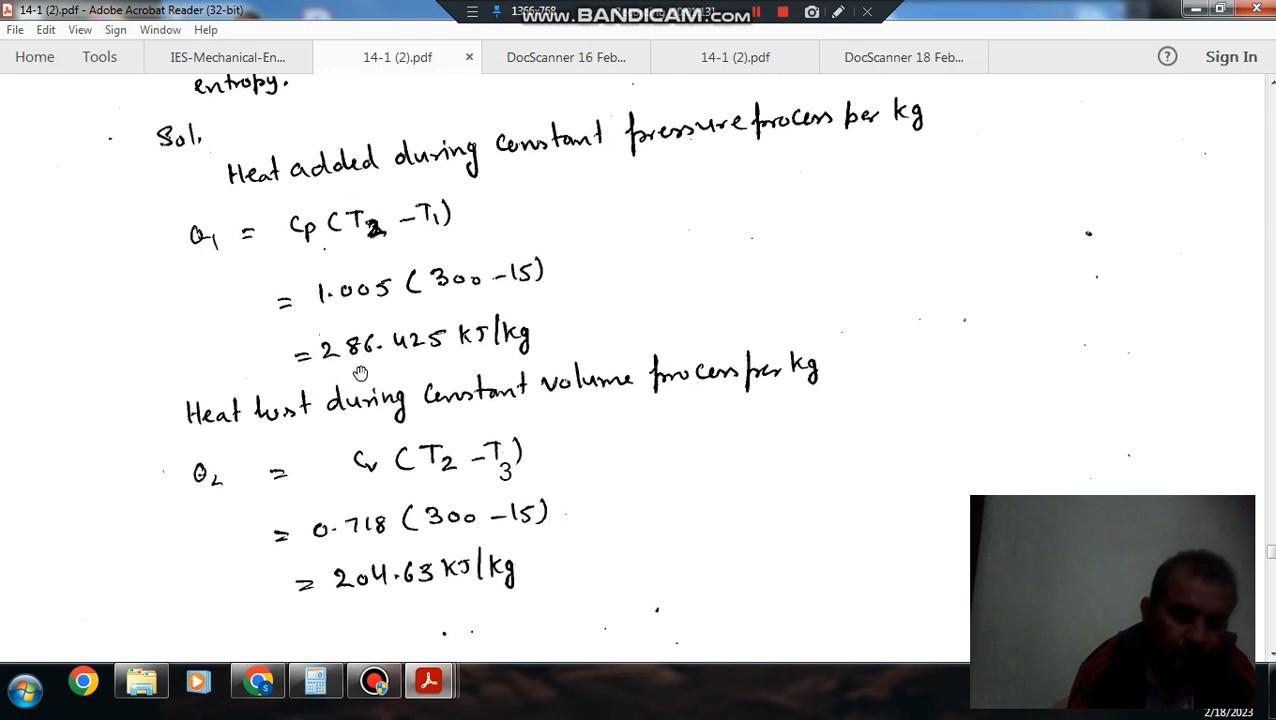 14-1 (2).pdf - Adobe Acrobat Reader (32-bit)
1366x768
www.BANDICAM.com
File Edit View Sign Window Help
Home Tools IES-Mechanical-En... 14-1 (2).pdf × DocScanner 16 Feb... 14-1 (2).pdf DocScanner 18 Feb... ? Sign In
entropy.
Sol.
Heat added during constant pressure process per kg
Q1 = Cp (T2 - T1)
= 1.005 (300 - 15)
= 286.425 kJ/kg
Heat lost during constant volume process per kg
Q2 = Cv (T2 - T3)
= 0.718 (300 - 15)
= 204.63 kJ/kg
2/18/2023